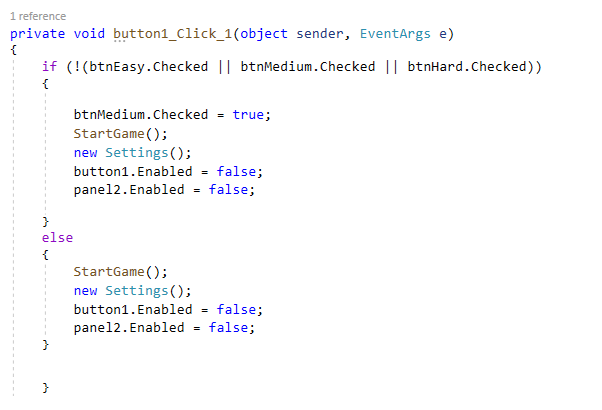 1 reference
private void button1_Click_1(object sender, EventArgs e)
{
if (!(btnEasy.Checked || btnMedium.Checked || btnHard.Checked))
{
btnMedium.Checked = true;
StartGame();
new Settings();
button1.Enabled = false;
panel2.Enabled = false;
}
else
{
StartGame();
new Settings();
button1.Enabled = false;
panel2.Enabled = false;
}
}